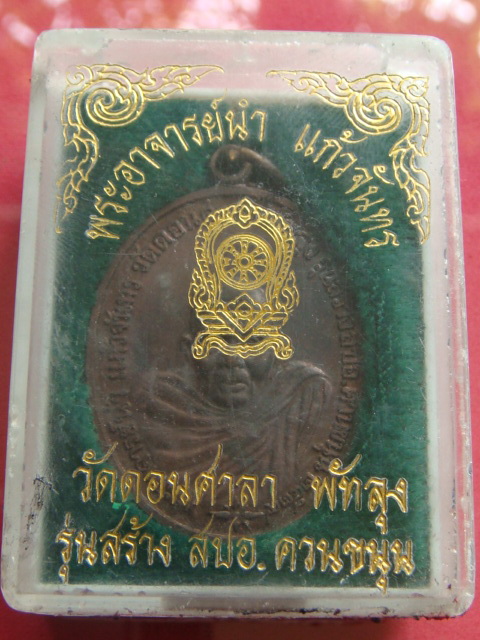 พระอาจารย์นำ แก้วจันทร์
วัดดอนศาลา พัทลุง
รุ่นสร้าง สปอ. ควนขนุน